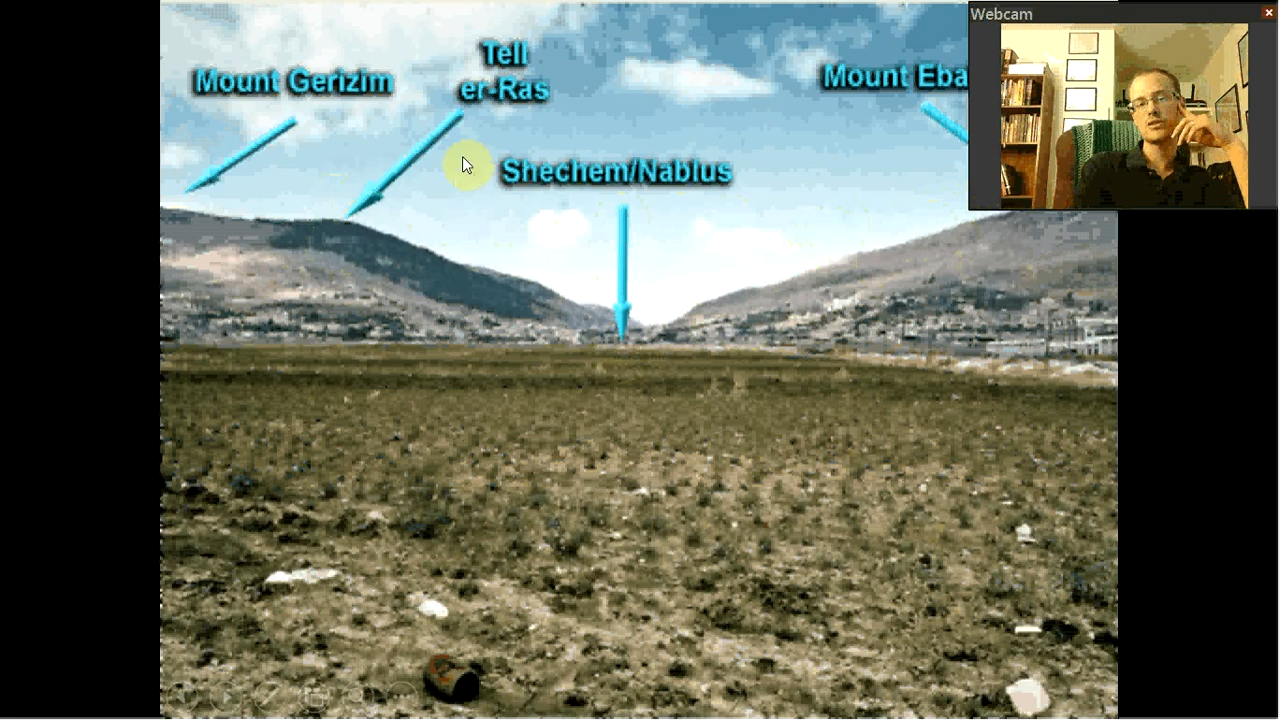 Webcam
Mount Gerizim
Tell
er-Ras
Mount Eba
Shechem/Nablus